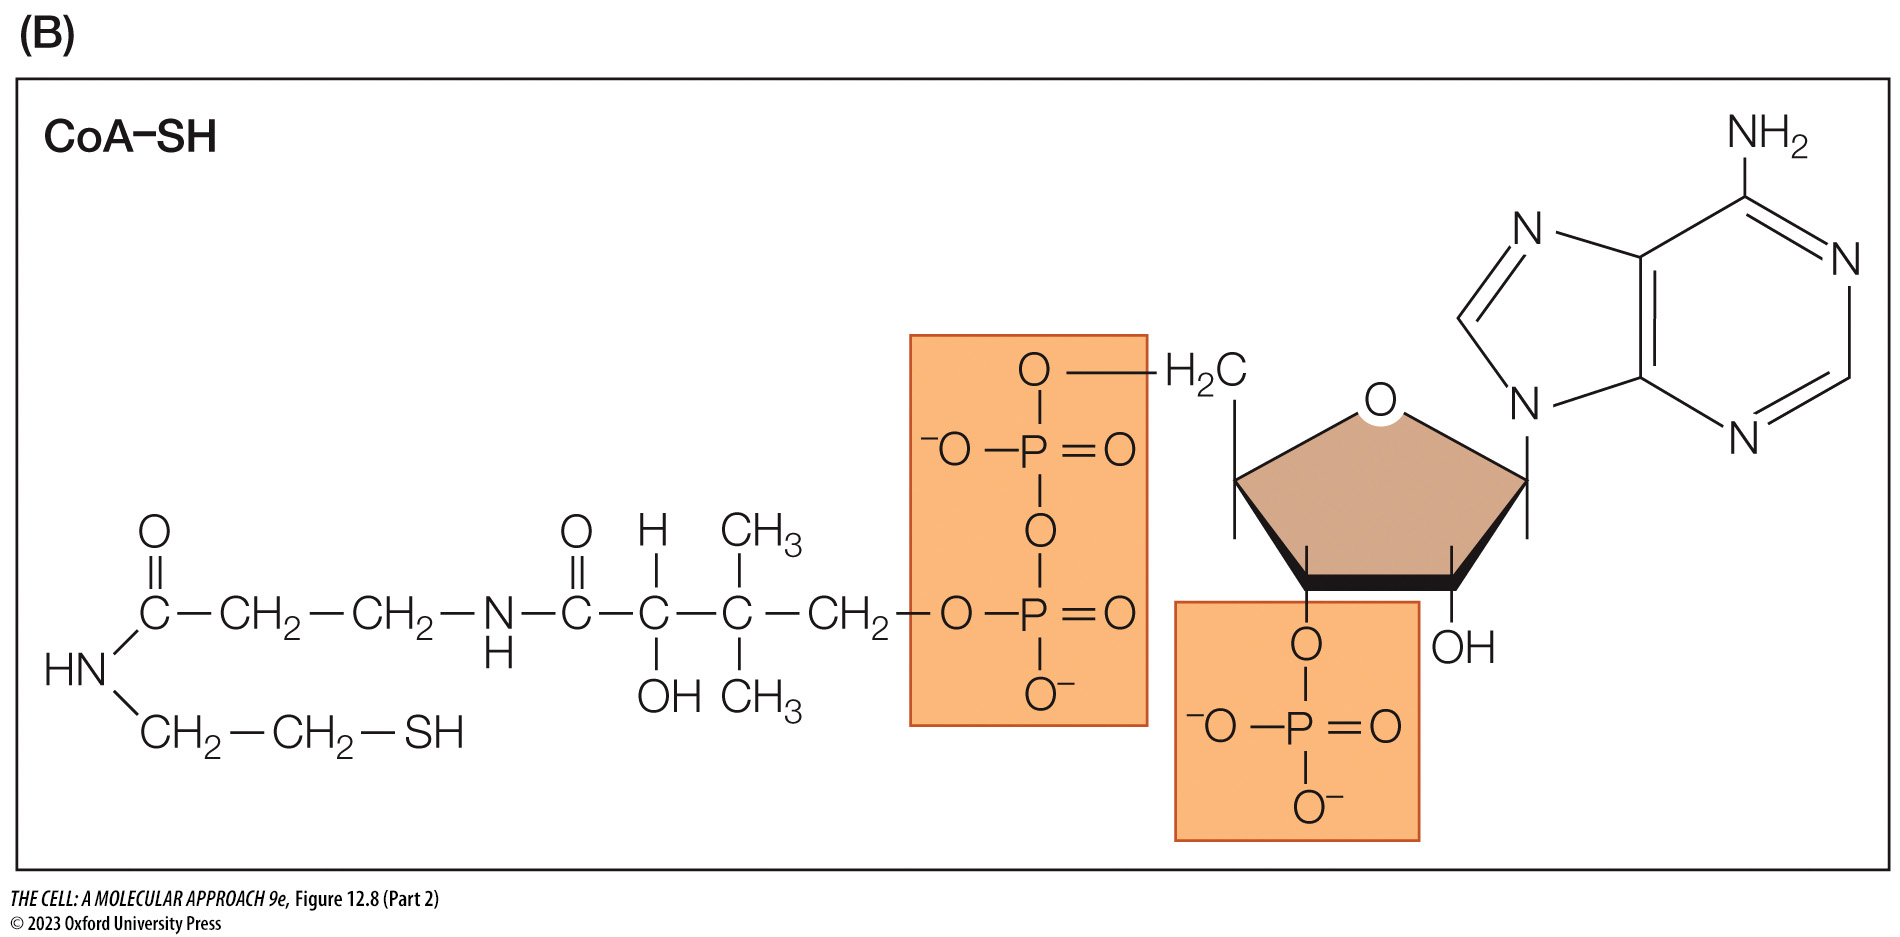 (B)
CoA–SH
NH₂
N
N
O H₂C
O
N
⁻O – P = O
N
O H CH₃
O
O
C – CH₂ – CH₂ – N – C – C – C – CH₂ – O – P = O
H
O
OH
HN
OH CH₃
O⁻
CH₂ – CH₂ – SH
⁻O – P = O
O⁻
THE CELL: A MOLECULAR APPROACH 9e, Figure 12.8 (Part 2)
© 2023 Oxford University Press